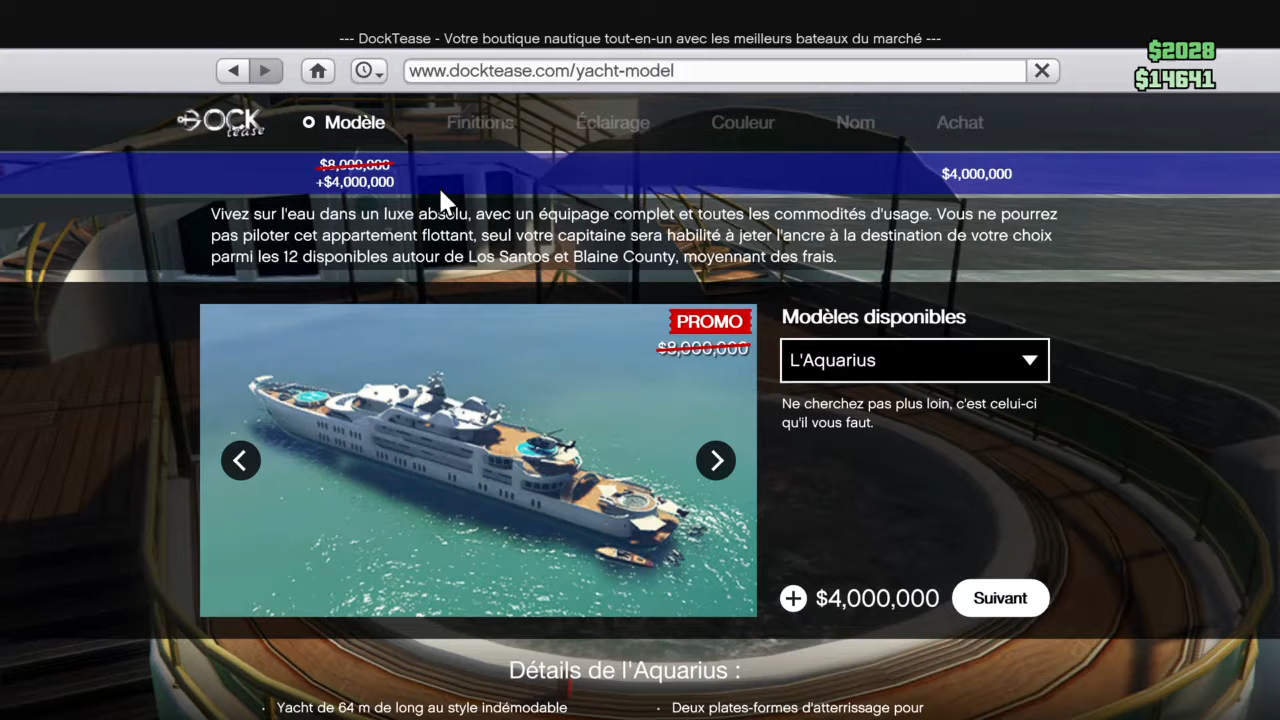 --- DockTease - Votre boutique nautique tout-en-un avec les meilleurs bateaux du marché ---
$2028
www.docktease.com/yacht-model
$14641
DOCK tease
Modèle
Finitions
Éclairage
Couleur
Nom
Achat
$8,000,000
+$4,000,000
$4,000,000
Vivez sur l'eau dans un luxe absolu, avec un équipage complet et toutes les commodités d'usage. Vous ne pourrez
pas piloter cet appartement flottant, seul votre capitaine sera habilité à jeter l'ancre à la destination de votre choix
parmi les 12 disponibles autour de Los Santos et Blaine County, moyennant des frais.
PROMO
$8,000,000
Modèles disponibles
L'Aquarius
Ne cherchez pas plus loin, c'est celui-ci
qu'il vous faut.
$4,000,000
Suivant
Détails de l'Aquarius :
· Yacht de 64 m de long au style indémodable
· Deux plates-formes d'atterrissage pour